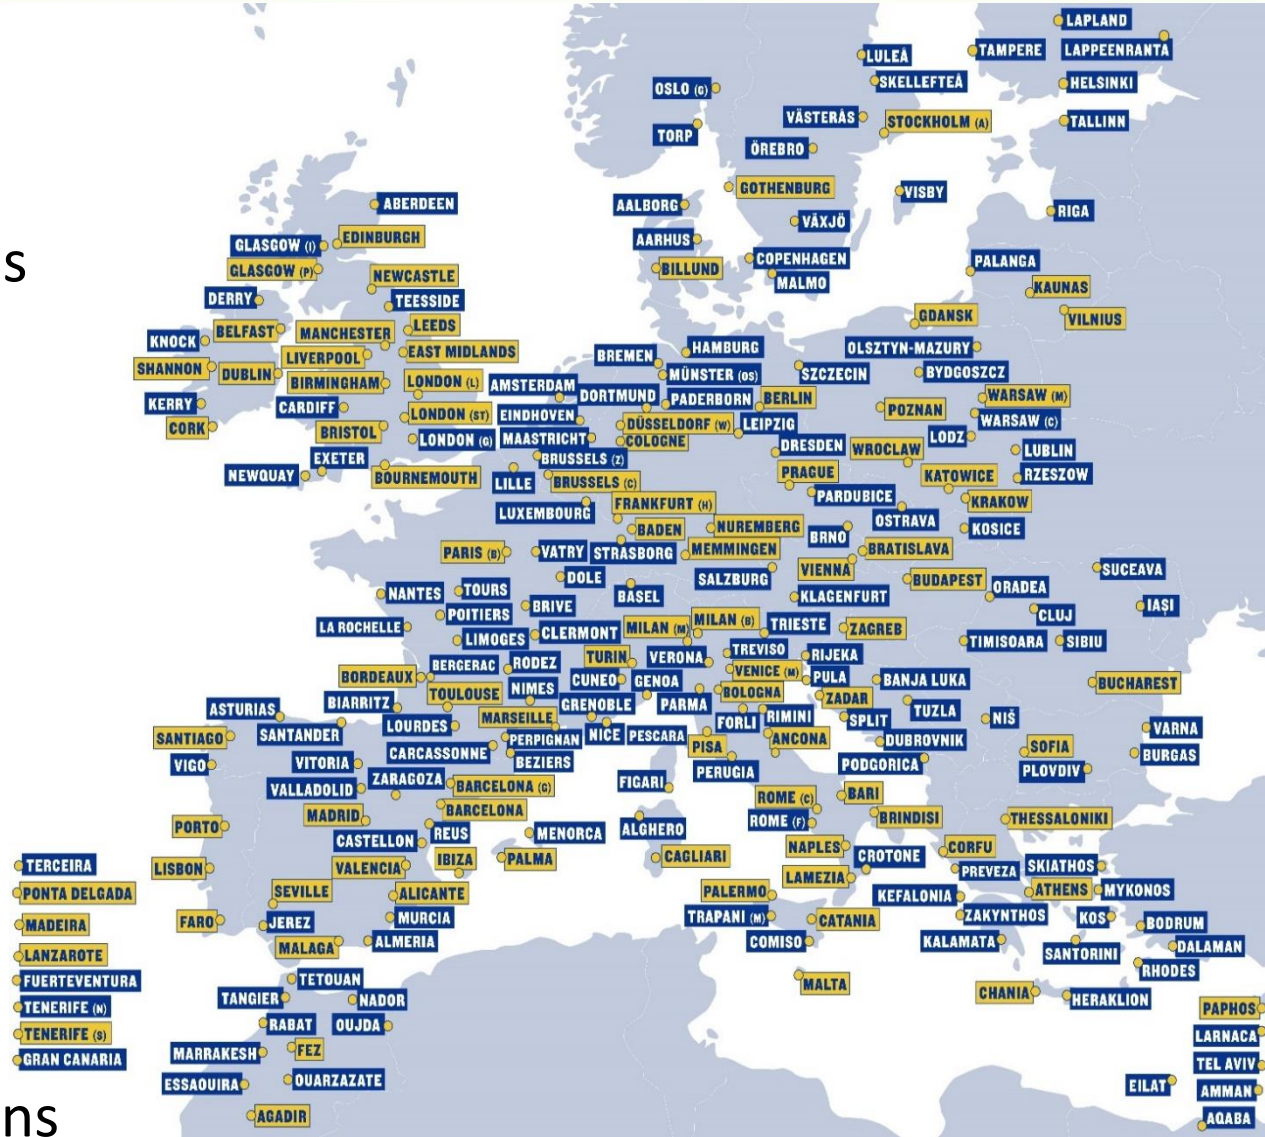 LAPLAND
LULEÅ
TAMPERE
LAPPEENRANTA
SKELLEFTEÅ
HELSINKI
OSLO (G)
VÄSTERÅS
STOCKHOLM (A)
TALLINN
TORP
ÖREBRO
GOTHENBURG
VISBY
ABERDEEN
AALBORG
RIGA
VÄXJÖ
EDINBURGH
GLASGOW (I)
AARHUS
COPENHAGEN
PALANGA
s
GLASGOW (P)
NEWCASTLE
BILLUND
MALMO
KAUNAS
DERRY
TEESSIDE
GDANSK
VILNIUS
BELFAST
MANCHESTER
LEEDS
KNOCK
LIVERPOOL
EAST MIDLANDS
BREMEN
HAMBURG
OLSZTYN-MAZURY
SHANNON
DUBLIN
BIRMINGHAM
LONDON (L)
AMSTERDAM
MÜNSTER (OS)
SZCZECIN
BYDGOSZCZ
DORTMUND
PADERBORN
BERLIN
WARSAW (M)
KERRY
CARDIFF
LONDON (ST)
EINDHOVEN
DÜSSELDORF (W)
LEIPZIG
POZNAN
WARSAW (C)
CORK
BRISTOL
LONDON (G)
MAASTRICHT
COLOGNE
DRESDEN
WROCLAW
LODZ
LUBLIN
EXETER
BRUSSELS (Z)
NEWQUAY
BOURNEMOUTH
LILLE
BRUSSELS (C)
PRAGUE
KATOWICE
RZESZOW
LUXEMBOURG
FRANKFURT (H)
PARDUBICE
KRAKOW
BADEN
NUREMBERG
BRNO
OSTRAVA
KOSICE
PARIS (B)
VATRY
STRASBORG
MEMMINGEN
VIENNA
BRATISLAVA
DOLE
SALZBURG
BUDAPEST
SUCEAVA
NANTES
TOURS
BASEL
KLAGENFURT
ORADEA
POITIERS
BRIVE
CLUJ
IAȘI
LA ROCHELLE
LIMOGES
CLERMONT
MILAN (M)
MILAN (B)
TRIESTE
ZAGREB
TIMISOARA
SIBIU
BORDEAUX
BERGERAC
RODEZ
TURIN
VERONA
TREVISO
RIJEKA
VENICE (M)
PULA
BANJA LUKA
BUCHAREST
TOULOUSE
NIMES
CUNEO
GENOA
BOLOGNA
ZADAR
ASTURIAS
BIARRITZ
GRENOBLE
PARMA
TUZLA
SANTANDER
LOURDES
MARSEILLE
FORLI
RIMINI
SPLIT
NIŠ
VARNA
SANTIAGO
PERPIGNAN
NICE
PESCARA
PISA
ANCONA
DUBROVNIK
SOFIA
BURGAS
VIGO
VITORIA
CARCASSONNE
BEZIERS
PERUGIA
PODGORICA
PLOVDIV
VALLADOLID
ZARAGOZA
BARCELONA (G)
FIGARI
ROME (C)
BARI
MADRID
BARCELONA
ALGHERO
ROME (F)
BRINDISI
THESSALONIKI
PORTO
CASTELLON
REUS
MENORCA
NAPLES
CORFU
TERCEIRA
LISBON
VALENCIA
IBIZA
PALMA
CAGLIARI
LAMEZIA
CROTONE
PREVEZA
SKIATHOS
PONTA DELGADA
SEVILLE
ALICANTE
PALERMO
KEFALONIA
ATHENS
MYKONOS
MADEIRA
FARO
JEREZ
MURCIA
TRAPANI (M)
CATANIA
ZAKYNTHOS
KOS
BODRUM
LANZAROTE
MALAGA
ALMERIA
COMISO
KALAMATA
SANTORINI
DALAMAN
FUERTEVENTURA
TETOUAN
MALTA
CHANIA
RHODES
TENERIFE (N)
TANGIER
NADOR
HERAKLION
PAPHOS
TENERIFE (S)
RABAT
OUJDA
LARNACA
GRAN CANARIA
MARRAKESH
FEZ
TEL AVIV
ESSAOUIRA
OUARZAZATE
EILAT
AMMAN
ns
AGADIR
AQABA